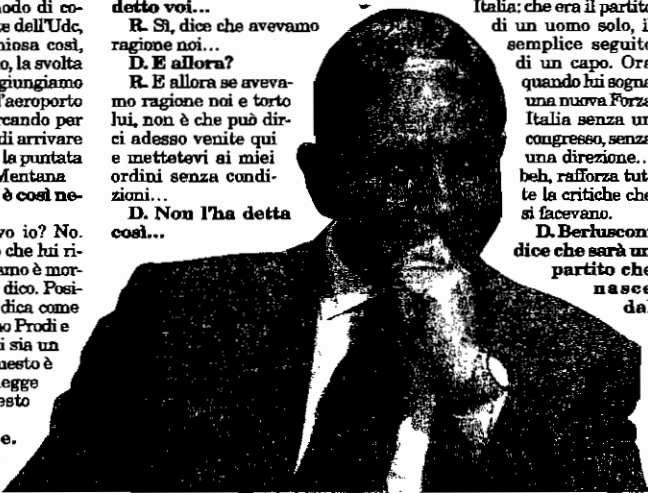 nodo di co-
te dell'Udc,
niosa così,
o, la svolta
giungiamo
l'aeroporto
rcando per
di arrivare
la puntata
Mentana
è così ne-
vo io? No.
o che lui ri-
amo è mor-
dico. Posi-
dica come
no Prodi e
i sia un
uesto è
legge
esto
e.
detto voi...
R. Sì, dice che avevamo
ragione noi...
D. E allora?
R. E allora se aveva-
mo ragione noi e torto
lui, non è che può dir-
ci adesso venite qui
e mettetevi ai miei
ordini senza condi-
zioni...
D. Non l'ha detta
così...
Italia: che era il partito
di un uomo solo, il
semplice seguito
di un capo. Ora
quando lui sogna
una nuova Forza
Italia senza un
congresso, senza
una direzione...
beh, rafforza tut-
te la critiche che
si facevano.
D. Berlusconi
dice che sarà un
partito che
nasce
dal